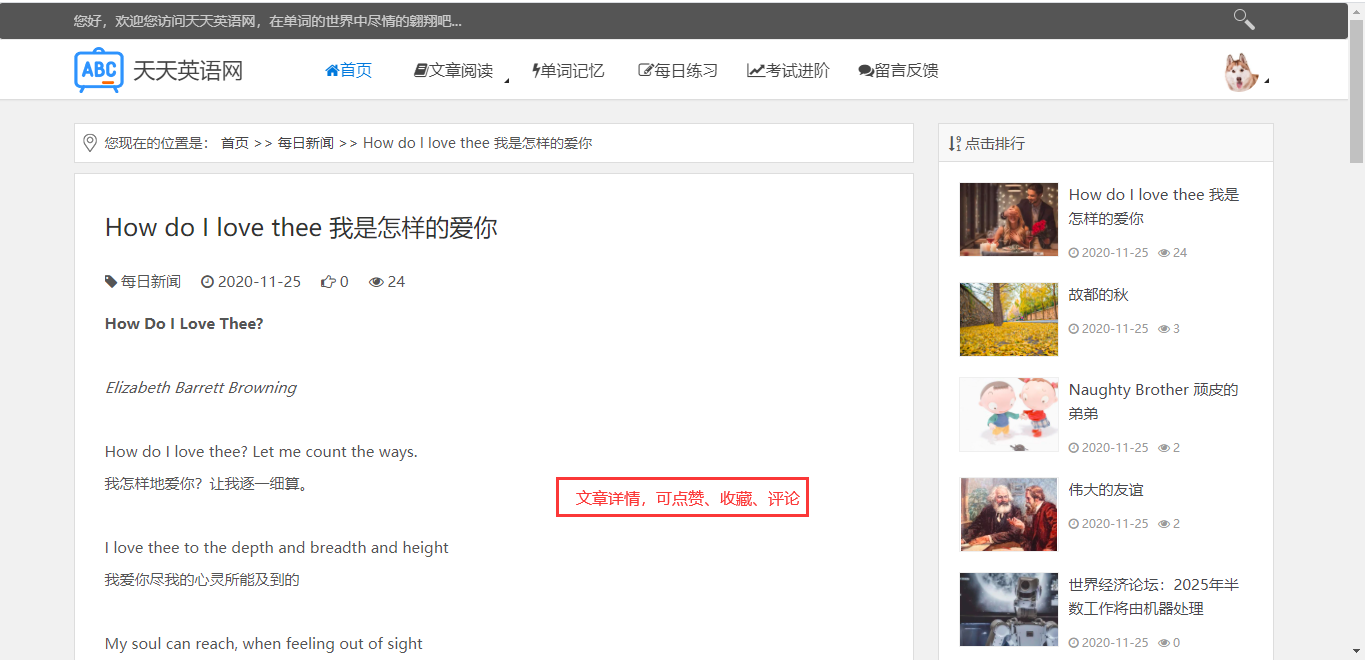 您好，欢迎您访问天天英语网，在单词的世界中尽情的翱翔吧...
ABC 天天英语网
首页 文章阅读 单词记忆 每日练习 考试进阶 留言反馈
您现在的位置是： 首页 >> 每日新闻 >> How do I love thee 我是怎样的爱你
How do I love thee 我是怎样的爱你
每日新闻 2020-11-25 0 24
How Do I Love Thee?
Elizabeth Barrett Browning
How do I love thee? Let me count the ways.
我怎样地爱你？让我逐一细算。
文章详情，可点赞、收藏、评论
I love thee to the depth and breadth and height
我爱你尽我的心灵所能及到的
My soul can reach, when feeling out of sight
点击排行
How do I love thee 我是
怎样的爱你
2020-11-25 24
故都的秋
2020-11-25 3
Naughty Brother 顽皮的
弟弟
2020-11-25 2
伟大的友谊
2020-11-25 2
世界经济论坛：2025年半
数工作将由机器处理
2020-11-25 0